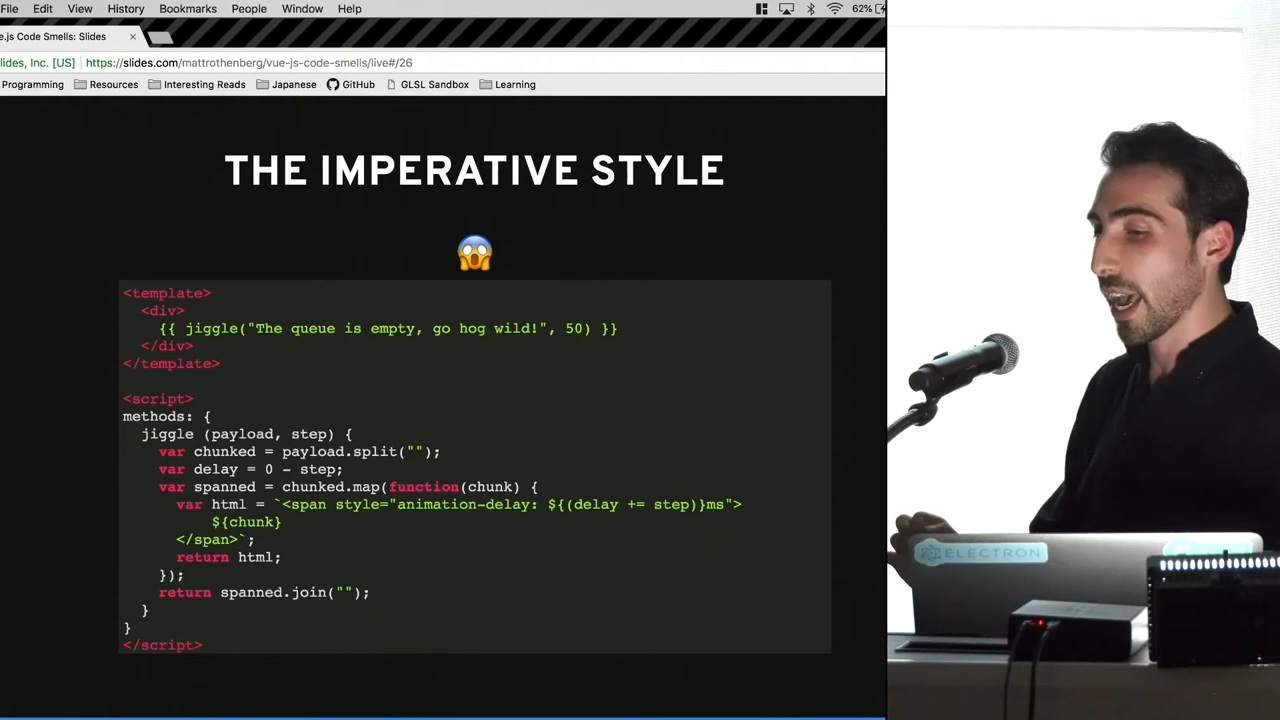 File Edit View History Bookmarks People Window Help 62%
e.js Code Smells: Slides ×
lides, Inc. [US] | https://slides.com/mattrothenberg/vue-js-code-smells/live#/26
Programming Resources Interesting Reads Japanese GitHub GLSL Sandbox Learning
THE IMPERATIVE STYLE
<template>
<div>
{{ jiggle("The queue is empty, go hog wild!", 50) }}
</div>
</template>
<script>
methods: {
jiggle (payload, step) {
var chunked = payload.split("");
var delay = 0 - step;
var spanned = chunked.map(function(chunk) {
var html = `<span style="animation-delay: ${(delay += step)}ms">
${chunk}
</span>`;
return html;
});
return spanned.join("");
}
}
</script>
ELECTRON